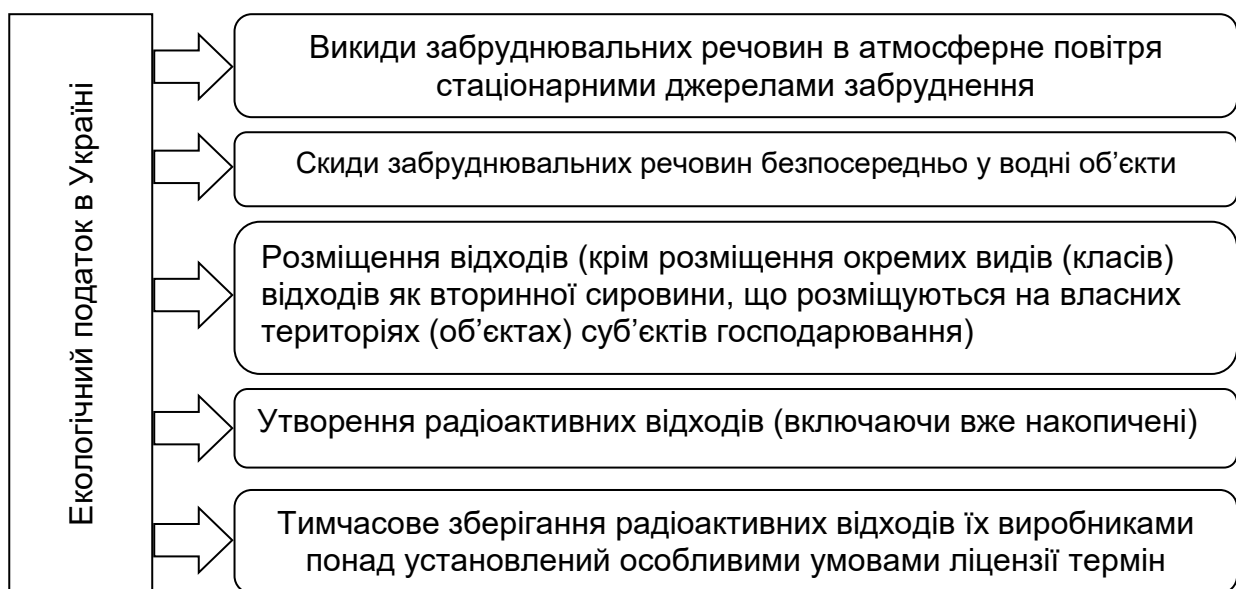 Екологічний податок в Україні
Викиди забруднювальних речовин в атмосферне повітря
стаціонарними джерелами забруднення
Скиди забруднювальних речовин безпосередньо у водні об’єкти
Розміщення відходів (крім розміщення окремих видів (класів)
відходів як вторинної сировини, що розміщуються на власних
територіях (об’єктах) суб’єктів господарювання)
Утворення радіоактивних відходів (включаючи вже накопичені)
Тимчасове зберігання радіоактивних відходів їх виробниками
понад установлений особливими умовами ліцензії термін